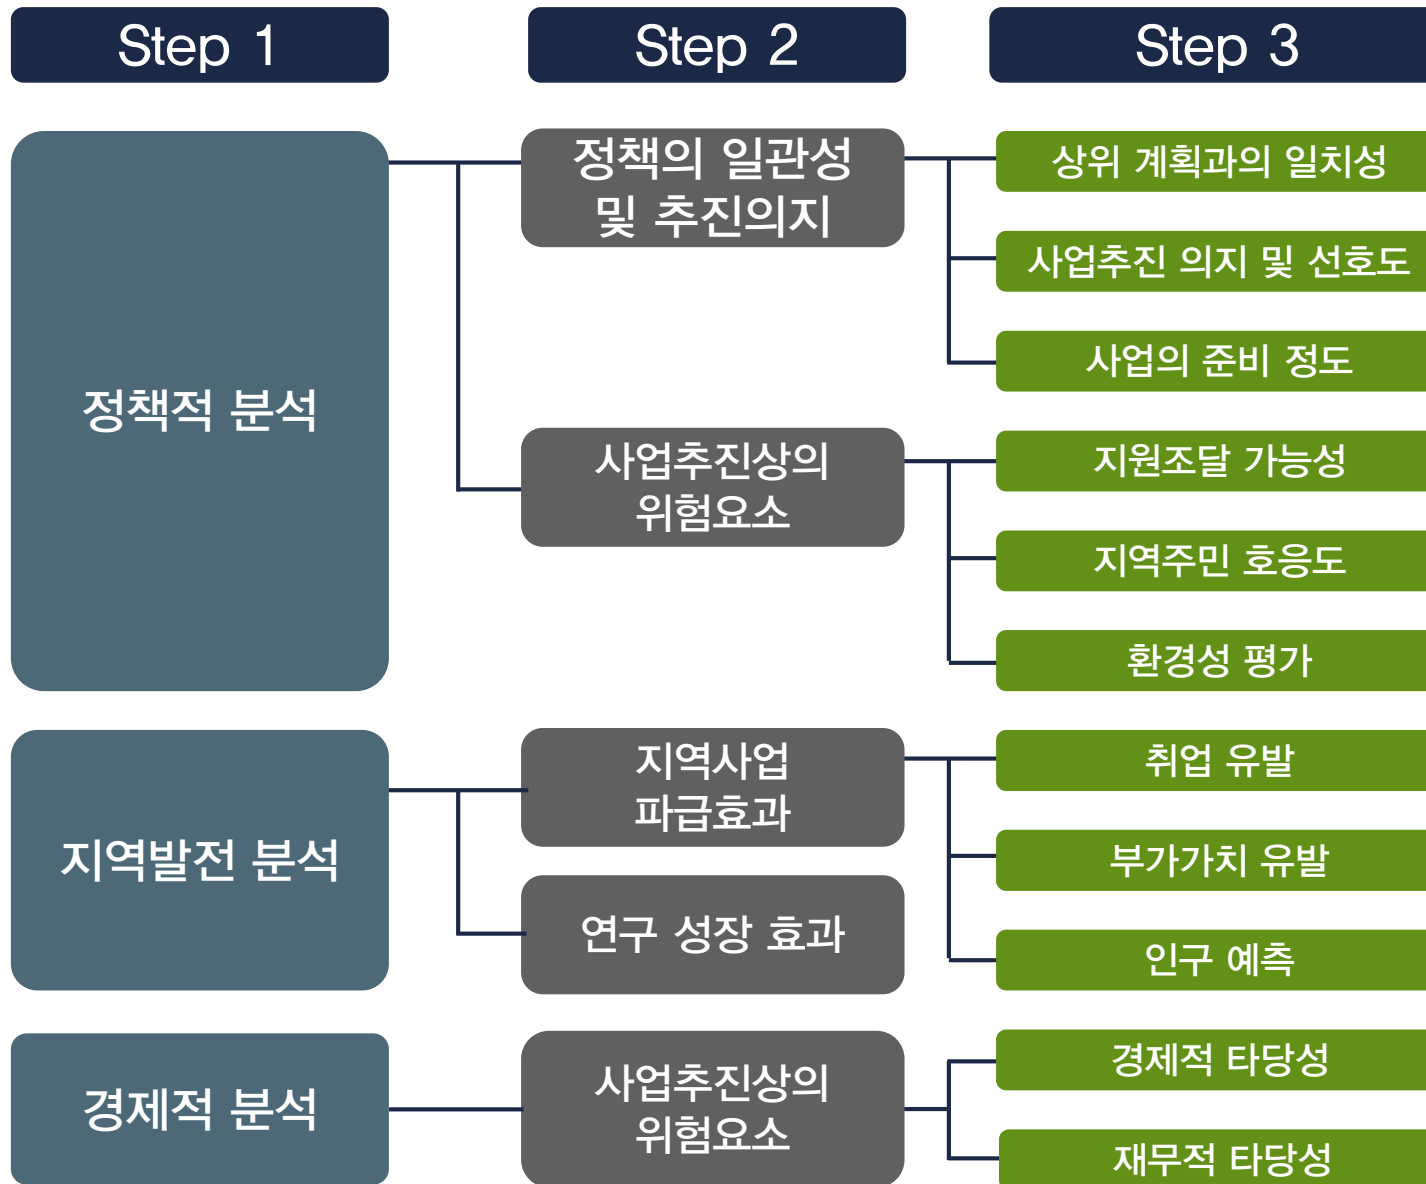 Step 1
Step 2
Step 3
정책적 분석
정책의 일관성
및 추진의지
상위 계획과의 일치성
사업추진 의지 및 선호도
사업의 준비 정도
사업추진상의
위험요소
지원조달 가능성
지역주민 호응도
환경성 평가
지역발전 분석
지역사업
파급효과
취업 유발
부가가치 유발
인구 예측
연구 성장 효과
경제적 분석
사업추진상의
위험요소
경제적 타당성
재무적 타당성